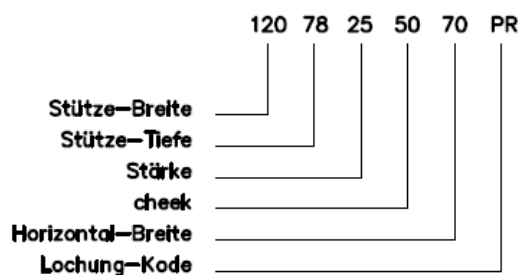 120 78 25 50 70 PR
Stütze-Breite
Stütze-Tiefe
Stärke
cheek
Horizontal-Breite
Lochung-Kode